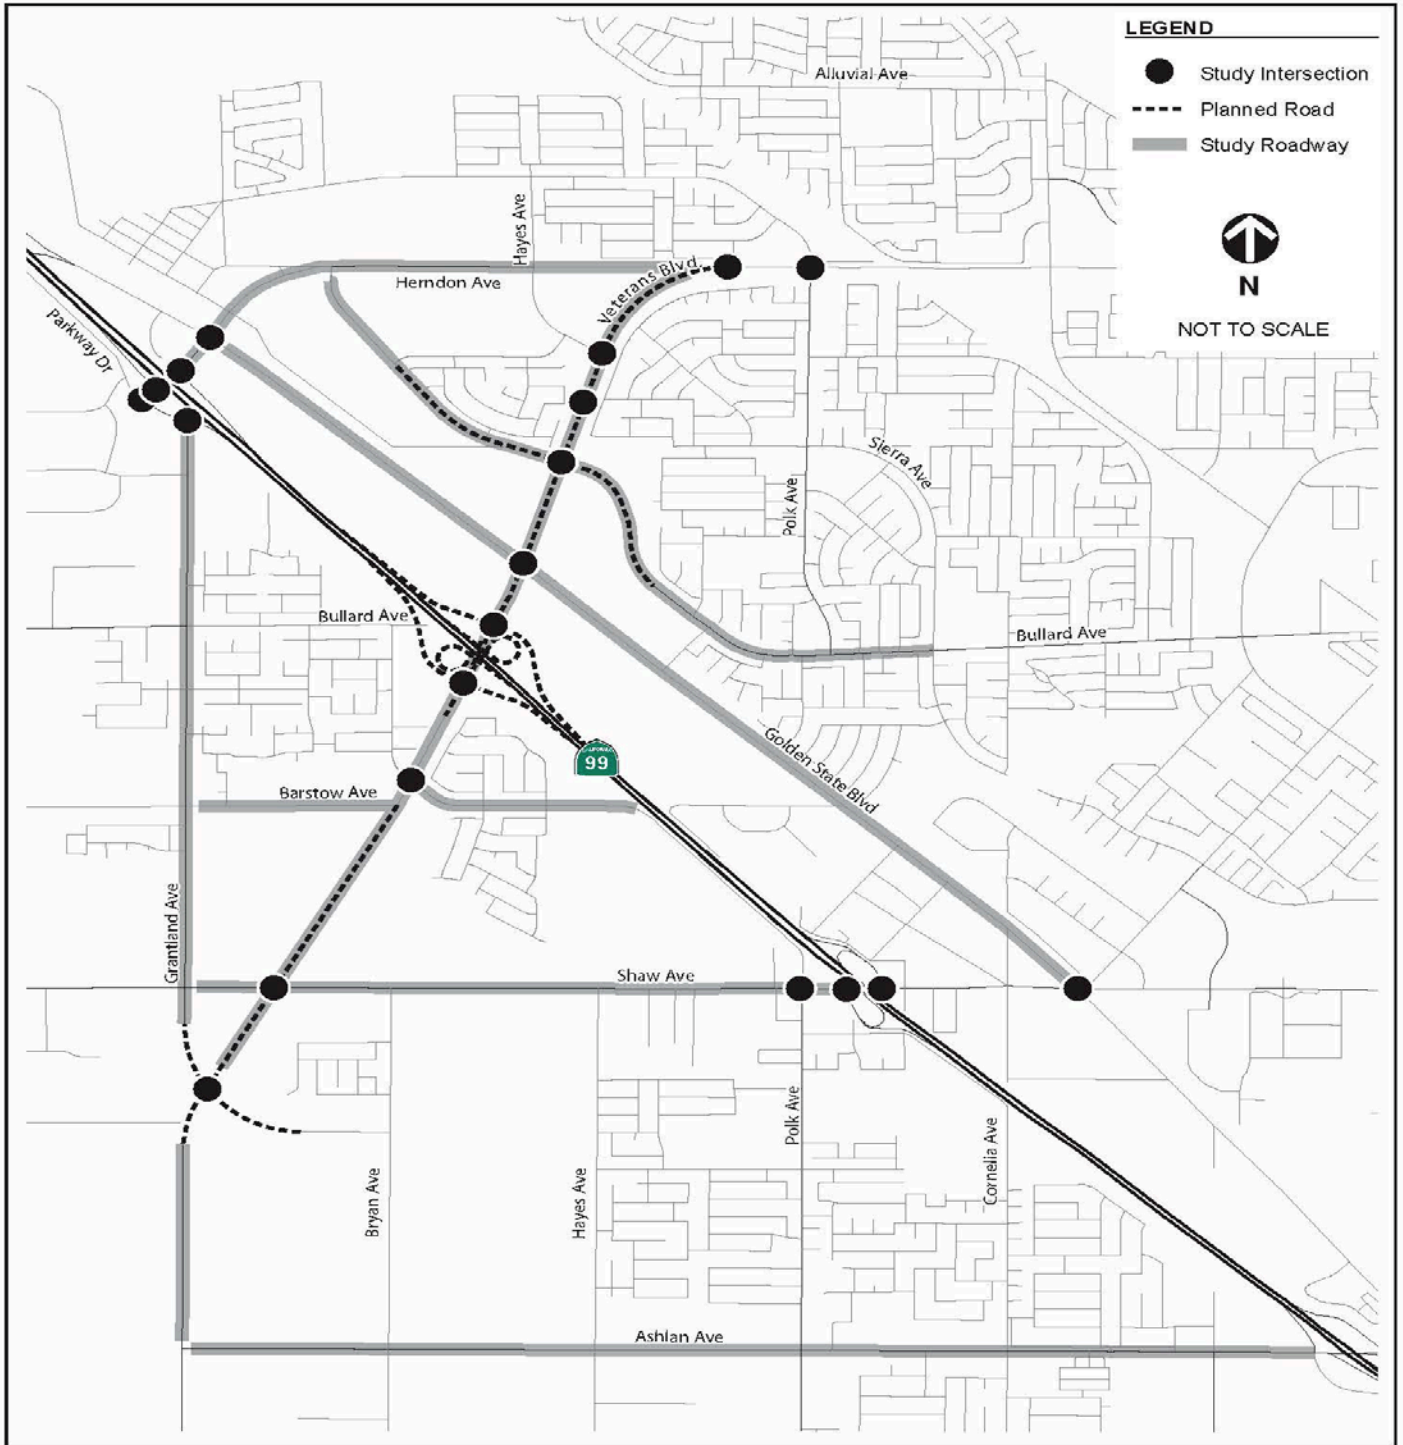 LEGEND
Study Intersection
Planned Road
Study Roadway
N
NOT TO SCALE
Alluvial Ave
Hayes Ave
Veterans Blvd.
Herndon Ave
Parkway Dr
Sierra Ave
Polk Ave
Bullard Ave
Bullard Ave
Golden State Blvd
CALIFORNIA
99
Barstow Ave
Grantland Ave
Shaw Ave
Polk Ave
Cornelia Ave
Bryan Ave
Hayes Ave
Ashlan Ave